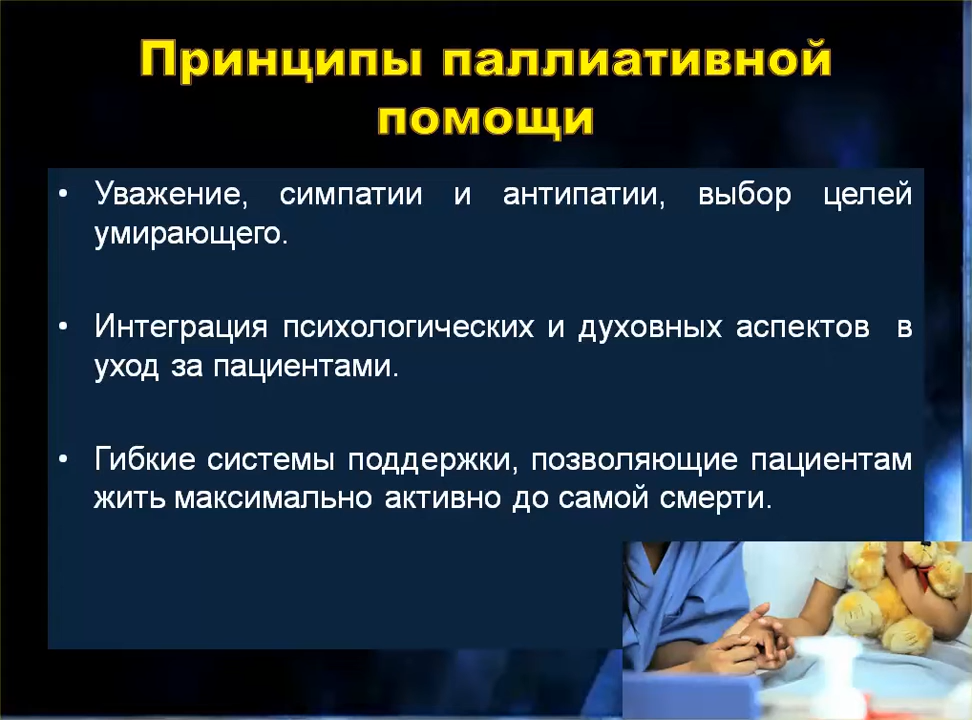 Принципы паллиативной
помощи
• Уважение, симпатии и антипатии, выбор целей
умирающего.
• Интеграция психологических и духовных аспектов в
уход за пациентами.
• Гибкие системы поддержки, позволяющие пациентам
жить максимально активно до самой смерти.